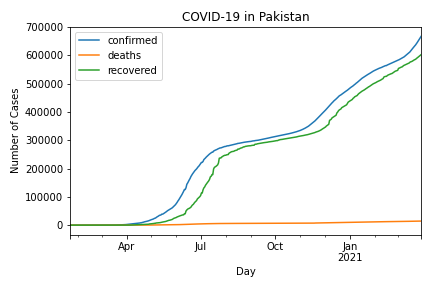 COVID-19 in Pakistan
confirmed
deaths
recovered
Number of Cases
700000
600000
500000
400000
300000
200000
100000
0
Apr
Jul
Oct
Jan
2021
Day